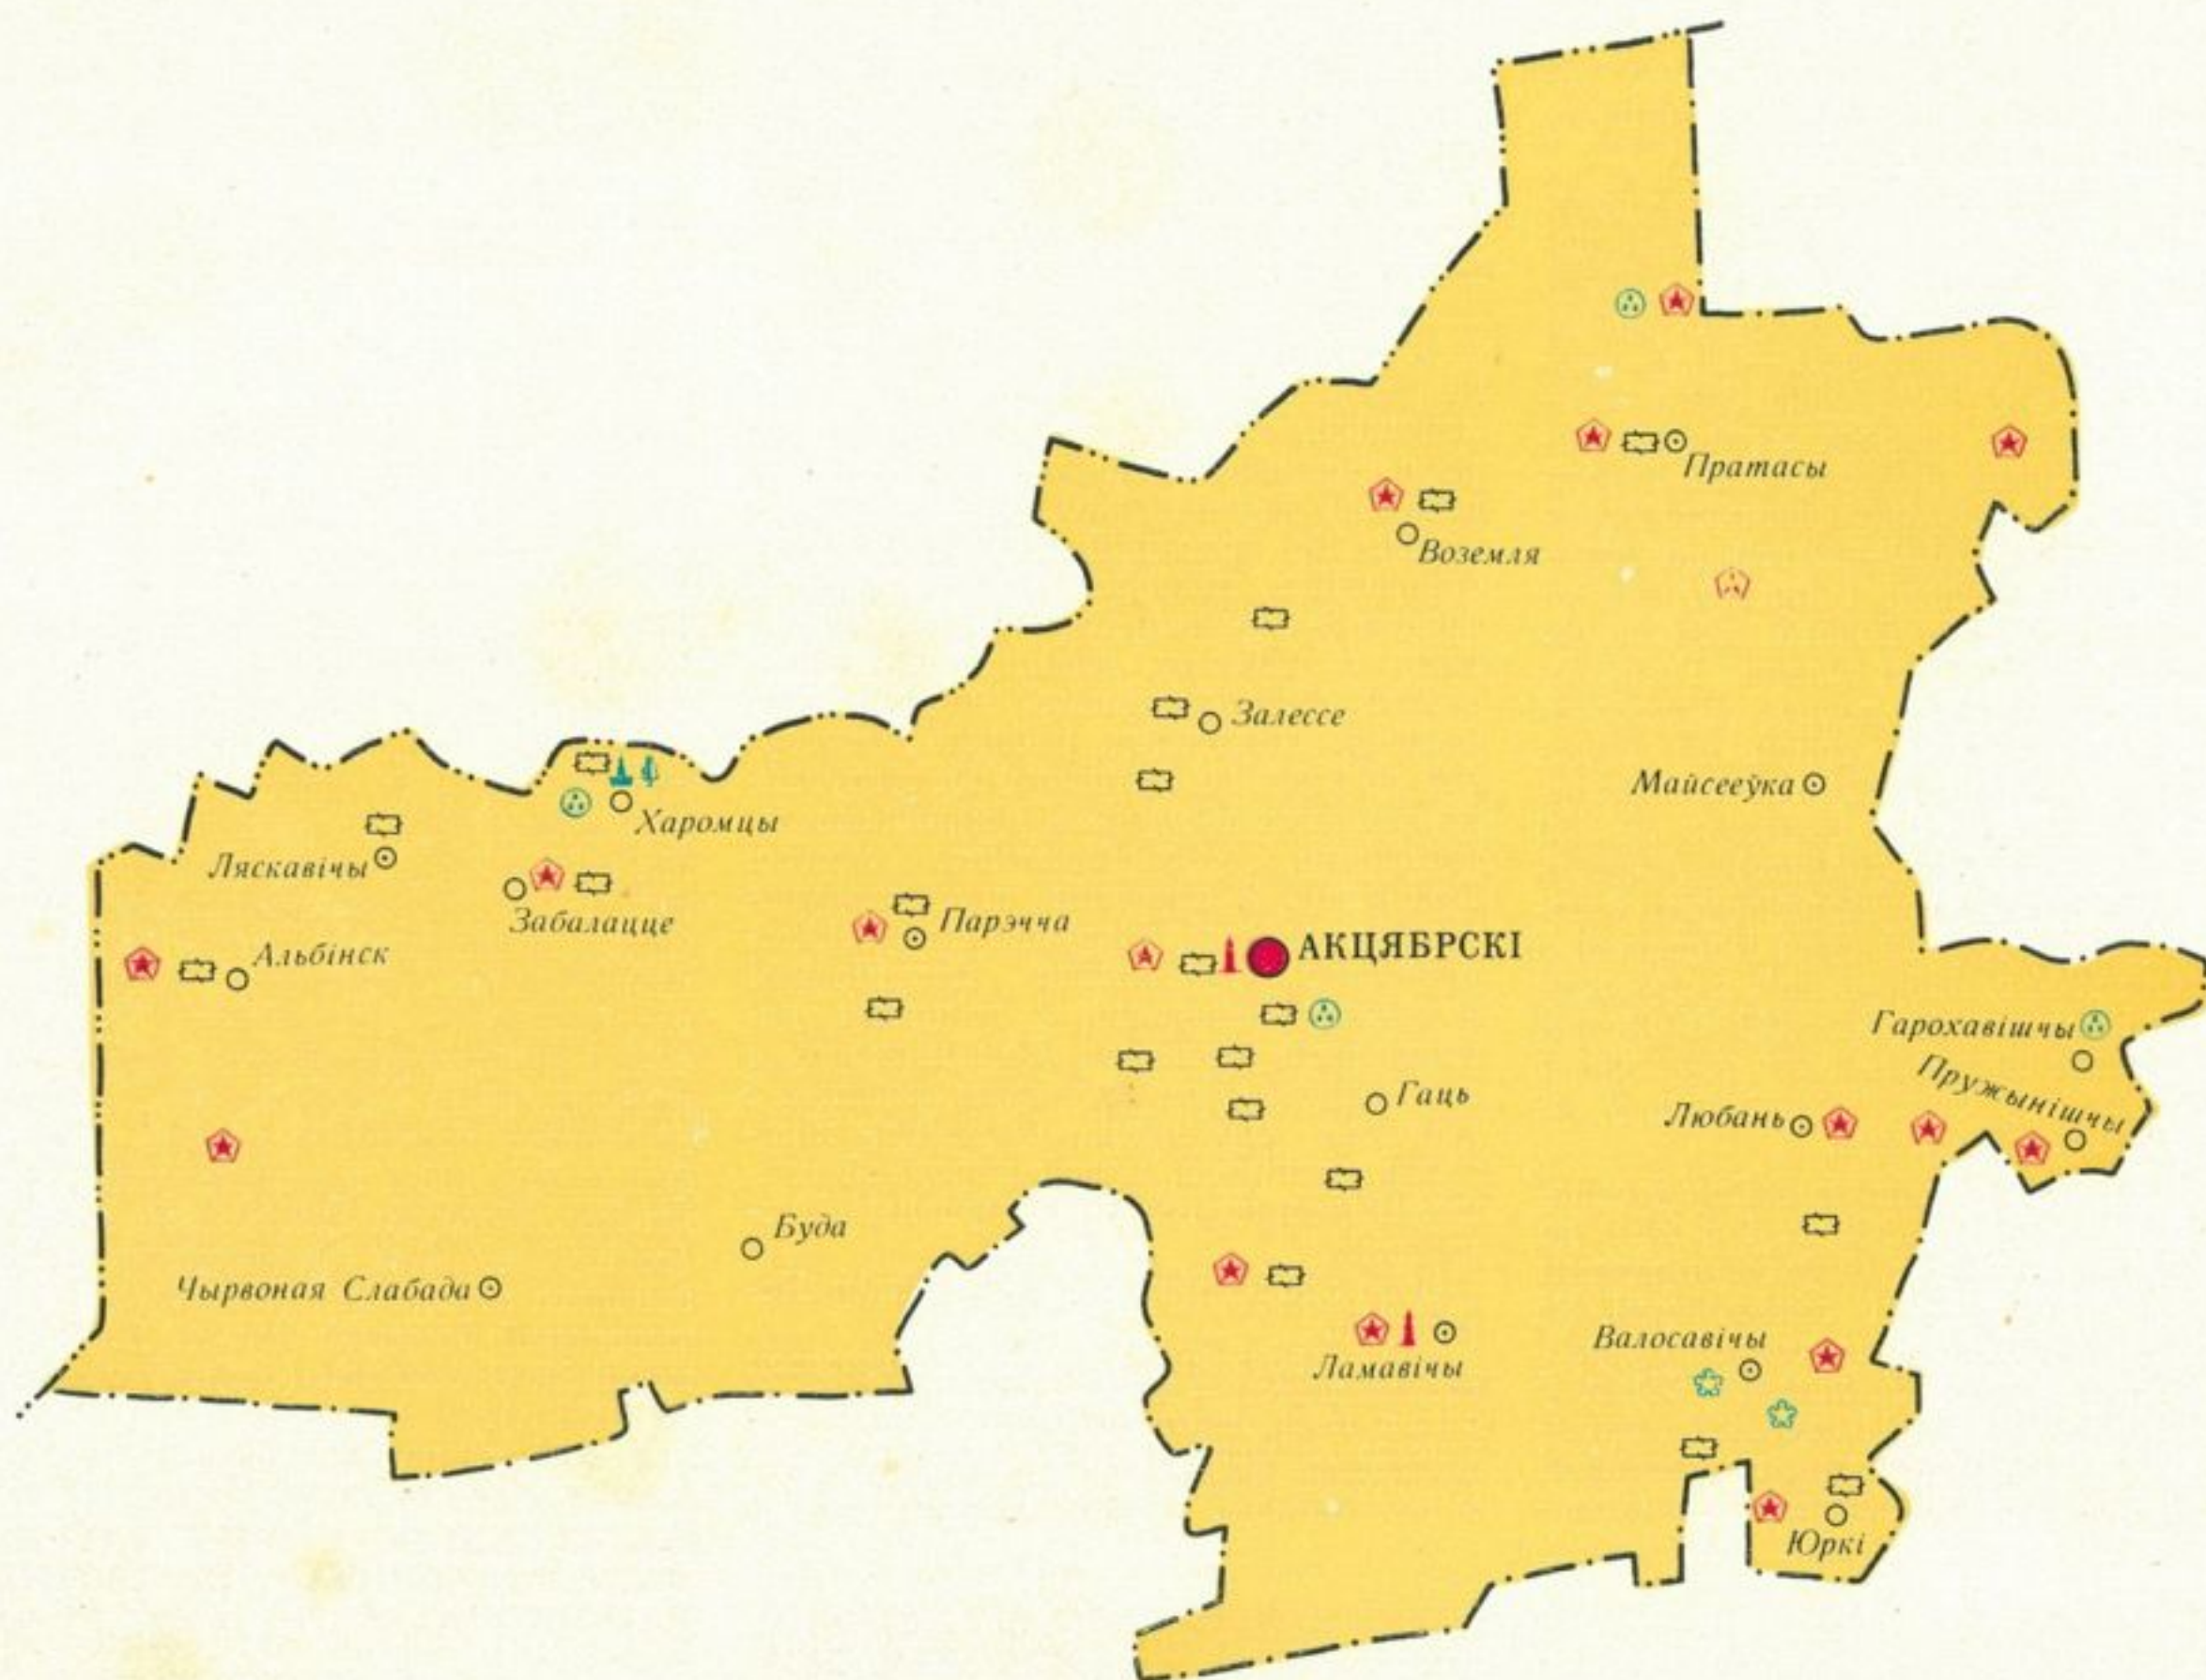 Пратасы
Воземля
Залессе
Майсееўка
Харомцы
Ляскавічы
Забалацце
Парэчча
АКЦЯБРСКІ
Альбінск
Гарохавішчы
Пружынішчы
Гаць
Любань
Буда
Чырвоная Слабада
Валосавічы
Ламавічы
Юркі